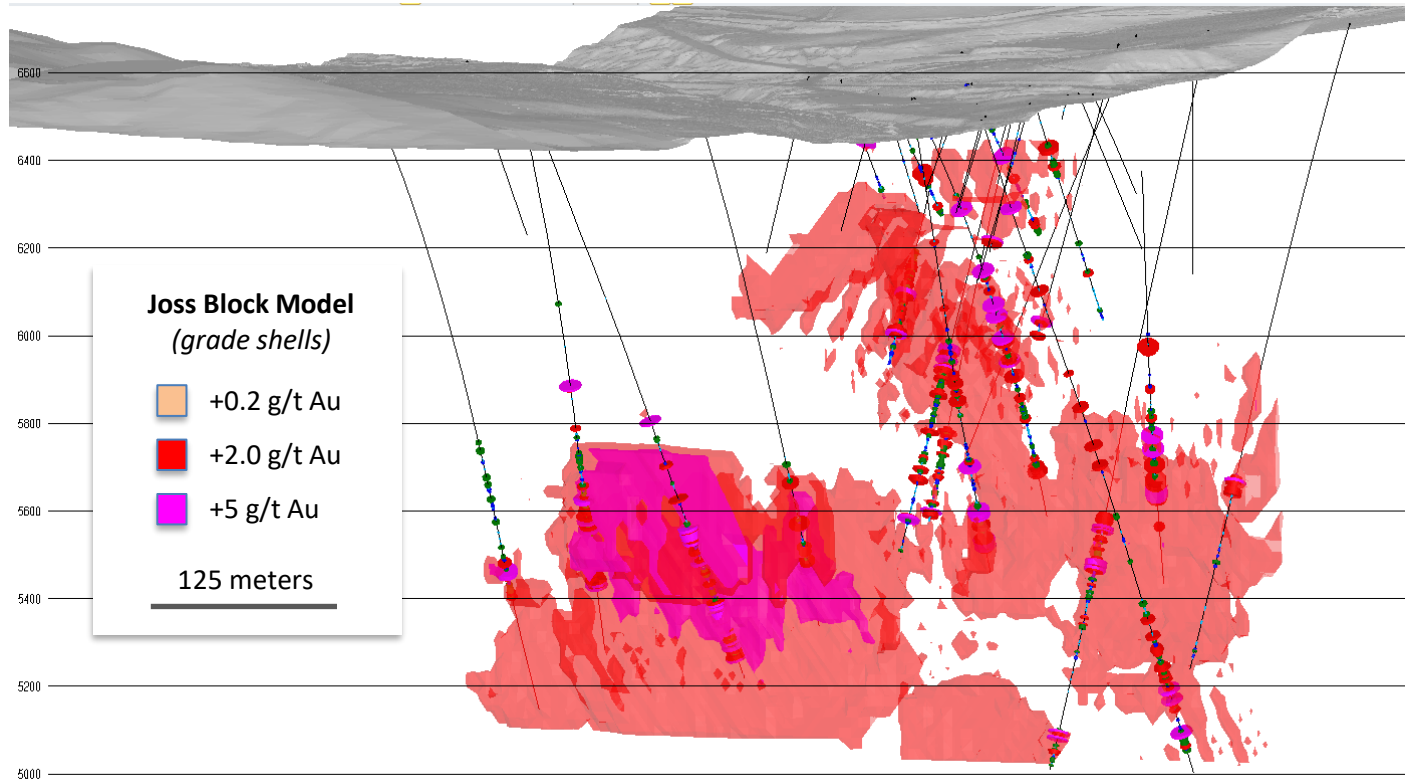 6600
6400
6200
6000
5800
5600
5400
5200
5000
Joss Block Model
(grade shells)
+0.2 g/t Au
+2.0 g/t Au
+5 g/t Au
125 meters